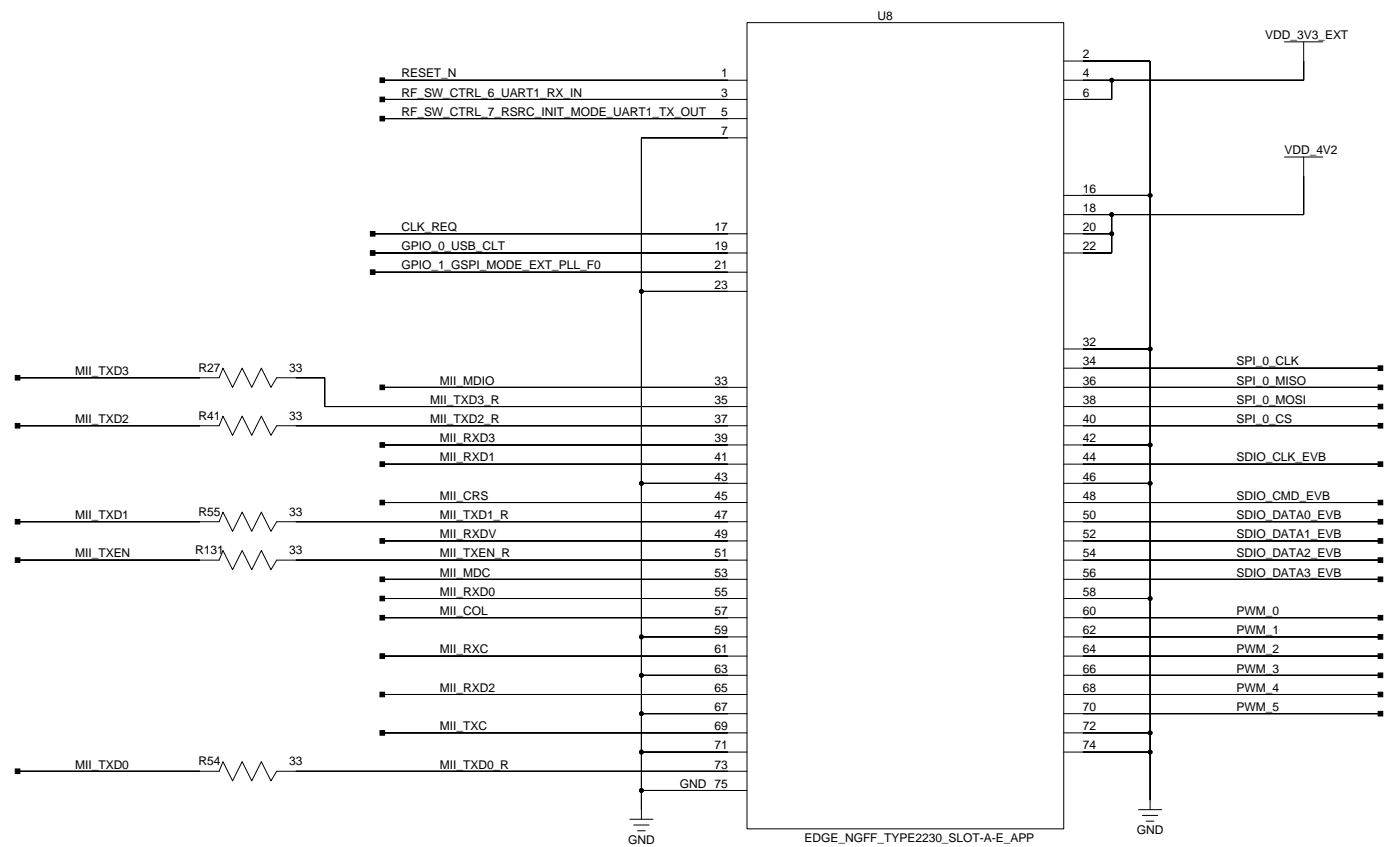 U8
VDD_3V3_EXT
2
RESET_N 1 4
RF_SW_CTRL_6_UART1_RX_IN 3 6
RF_SW_CTRL_7_RSRC_INIT_MODE_UART1_TX_OUT 5
7
VDD_4V2
16
18
CLK_REQ 17 20
GPIO_0_USB_CLT 19 22
GPIO_1_GSPI_MODE_EXT_PLL_F0 21
23
32
34 SPI_0_CLK
MII_TXD3 R27 33
MII_MDIO 33 36 SPI_0_MISO
MII_TXD3_R 35 38 SPI_0_MOSI
MII_TXD2 R41 33 MII_TXD2_R 37 40 SPI_0_CS
MII_RXD3 39 42
MII_RXD1 41 44 SDIO_CLK_EVB
43 46
MII_CRS 45 48 SDIO_CMD_EVB
MII_TXD1 R55 33 MII_TXD1_R 47 50 SDIO_DATA0_EVB
MII_RXDV 49 52 SDIO_DATA1_EVB
MII_TXEN R131 33 MII_TXEN_R 51 54 SDIO_DATA2_EVB
MII_MDC 53 56 SDIO_DATA3_EVB
MII_RXD0 55 58
MII_COL 57 60 PWM_0
59 62 PWM_1
MII_RXC 61 64 PWM_2
63 66 PWM_3
MII_RXD2 65 68 PWM_4
67 70 PWM_5
MII_TXC 69 72
71 74
MII_TXD0 R54 33 MII_TXD0_R 73
GND 75
GND
GND
EDGE_NGFF_TYPE2230_SLOT-A-E_APP